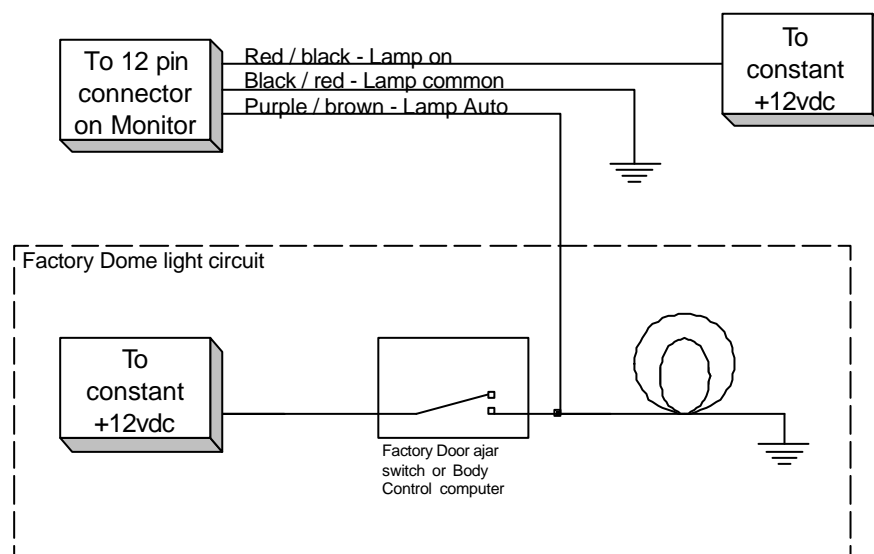 To 12 pin
connector
on Monitor
Red / black - Lamp on
Black / red - Lamp common
Purple / brown - Lamp Auto
To
constant
+12vdc
Factory Dome light circuit
To
constant
+12vdc
Factory Door ajar
switch or Body
Control computer